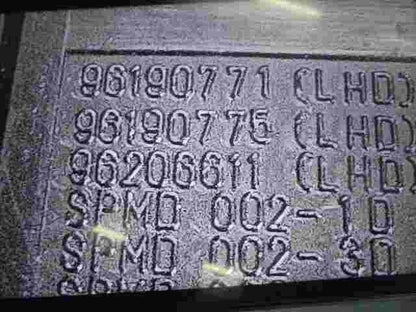 96190771 (LHD)
96190775 (LHD)
96206611 (LHD)
SPMD 002-1D
SPMD 002-3D